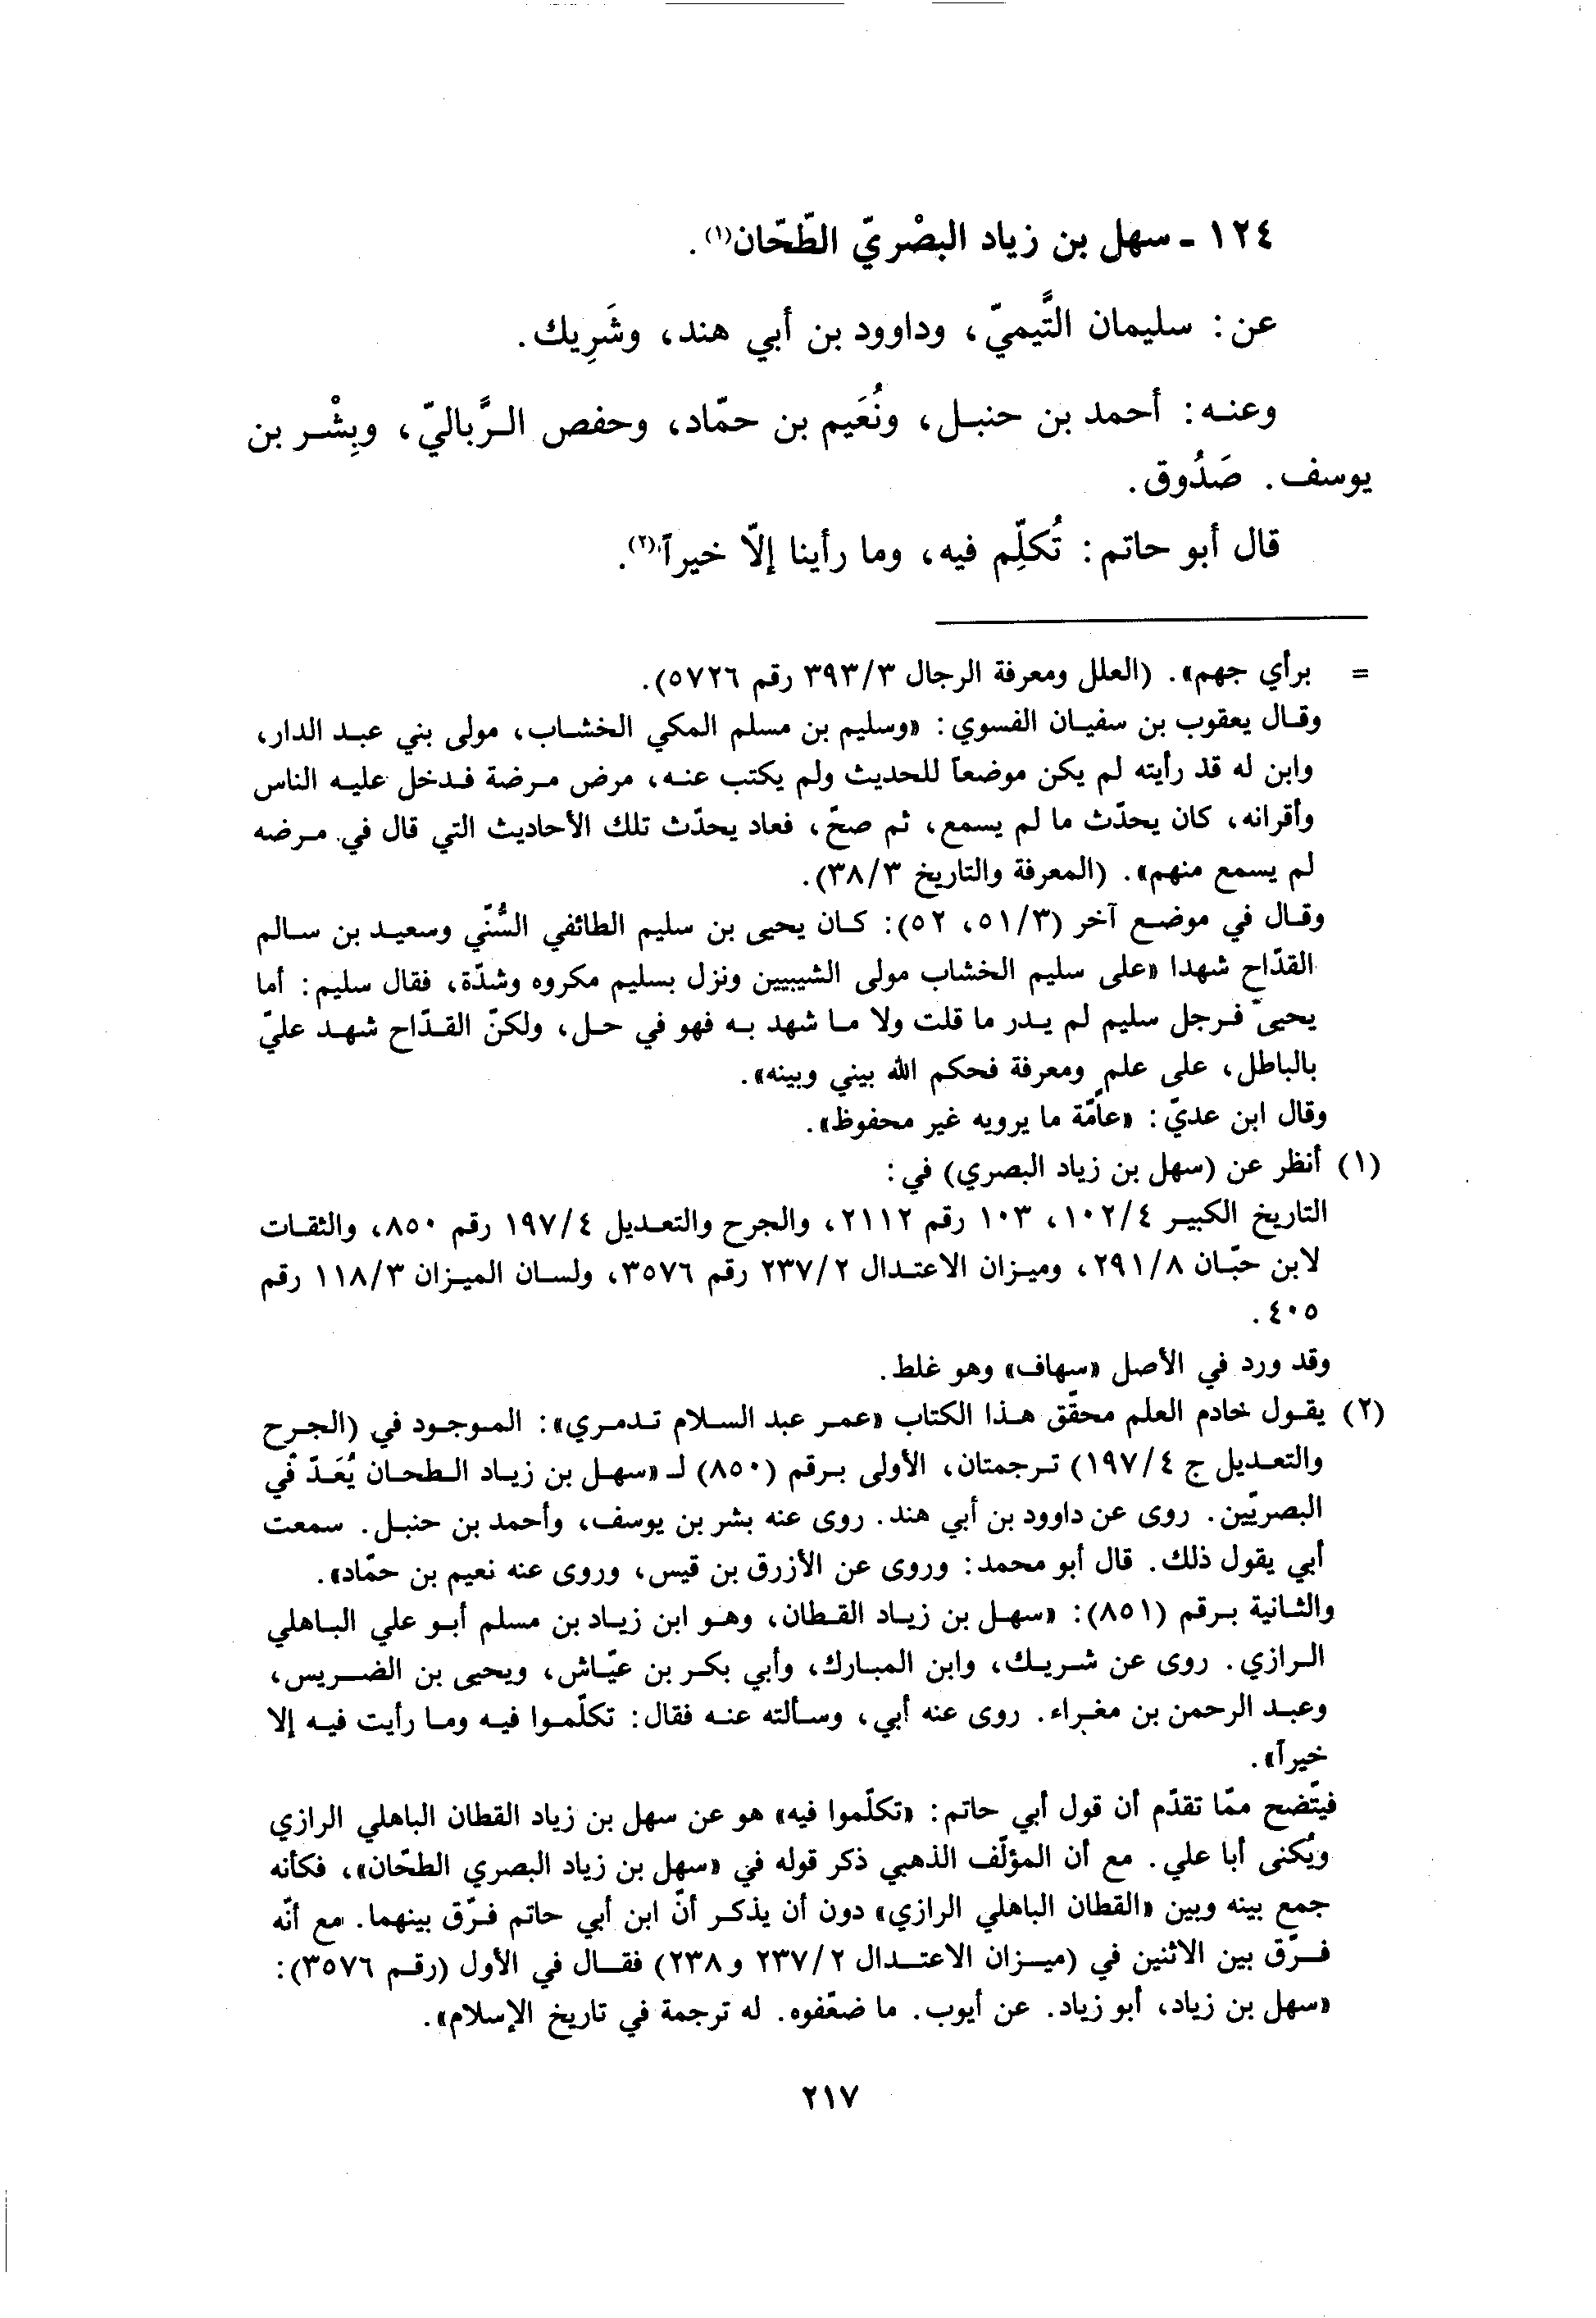 ١٢٤ - سهل بن زياد البصْريّ الطّحّان(١).
عن: سليمان التَّيميّ، وداوود بن أبي هند، وشَرِيك.
وعنه: أحمد بن حنبل، ونُعَيم بن حمّاد، وحفص الرَّباليّ، وبِشْر بن
يوسف. صَدُوق.
قال أبو حاتم: تُكلِّم فيه، وما رأينا إلّا خيراً(٢).
= برأي جهم». (العلل ومعرفة الرجال ٣٩٣/٣ رقم ٥٧٢٦).
وقال يعقوب بن سفيان الفسوي: «وسليم بن مسلم المكي الخشاب، مولى بني عبد الدار،
وابن له قد رأيته لم يكن موضعاً للحديث ولم يكتب عنه، مرض مرضة فدخل عليه الناس
وأقرانه، كان يحدّث ما لم يسمع، ثم صحّ، فعاد يحدّث تلك الأحاديث التي قال في مرضه
لم يسمع منهم». (المعرفة والتاريخ ٣٨/٣).
وقال في موضع آخر (٥١/٣، ٥٢): كان يحيى بن سليم الطائفي السُّنّي وسعيد بن سالم
القدّاح شهدا «على سليم الخشاب مولى الشيبيين ونزل بسليم مكروه وشدّة، فقال سليم: أما
يحيى فرجل سليم لم يدر ما قلت ولا ما شهد به فهو في حل، ولكنّ القدّاح شهد عليّ
بالباطل، على علم ومعرفة فحكم الله بيني وبينه».
وقال ابن عديّ: «عامّة ما يرويه غير محفوظ».
(١) أنظر عن (سهل بن زياد البصري) في:
التاريخ الكبير ١٠٢/٤، ١٠٣ رقم ٢١١٢، والجرح والتعديل ١٩٧/٤ رقم ٨٥٠، والثقات
لابن حبّان ٢٩١/٨، وميزان الاعتدال ٢٣٧/٢ رقم ٣٥٧٦، ولسان الميزان ١١٨/٣ رقم
٤٠٥.
وقد ورد في الأصل «سهاف» وهو غلط.
(٢) يقول خادم العلم محقّق هذا الكتاب «عمر عبد السلام تدمري»: الموجود في (الجرح
والتعديل ج ١٩٧/٤) ترجمتان، الأولى برقم (٨٥٠) لـ «سهل بن زياد الطحان يُعَدّ في
البصريّين. روى عن داوود بن أبي هند. روى عنه بشر بن يوسف، وأحمد بن حنبل. سمعت
أبي يقول ذلك. قال أبو محمد: وروى عن الأزرق بن قيس، وروى عنه نعيم بن حمّاد».
والثانية برقم (٨٥١): «سهل بن زياد القطان، وهو ابن زياد بن مسلم أبو علي الباهلي
الرازي. روى عن شريك، وابن المبارك، وأبي بكر بن عيّاش، ويحيى بن الضريس،
وعبد الرحمن بن مغراء. روى عنه أبي، وسألته عنه فقال: تكلّموا فيه وما رأيت فيه إلا
خيراً».
فيتّضح ممّا تقدّم أن قول أبي حاتم: «تكلّموا فيه» هو عن سهل بن زياد القطان الباهلي الرازي
ويُكنى أبا علي. مع أن المؤلّف الذهبي ذكر قوله في «سهل بن زياد البصري الطحّان»، فكأنه
جمع بينه وبين «القطان الباهلي الرازي» دون أن يذكر أنّ ابن أبي حاتم فرّق بينهما. مع أنّه
فرّق بين الاثنين في (ميزان الاعتدال ٢٣٧/٢ و٢٣٨) فقال في الأول (رقم ٣٥٧٦):
«سهل بن زياد، أبو زياد. عن أيوب. ما ضعّفوه. له ترجمة في تاريخ الإسلام».
٢١٧